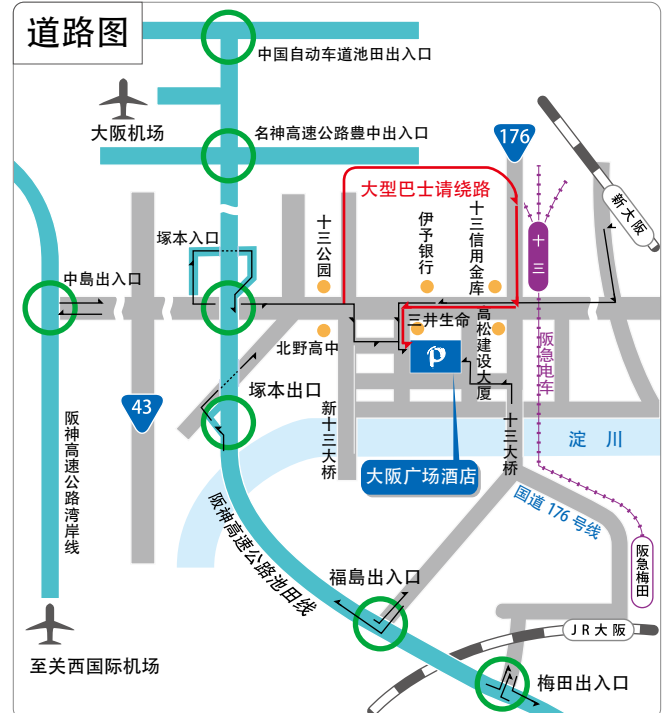 道路图
中国自动车道池田出入口
大阪机场
名神高速公路豊中出入口
176
大型巴士请绕路
新大阪
十三
十三公园
伊予银行
十三信用金库
塚本入口
中島出入口
三井生命
高松建设大厦
北野高中
P
阪急电车
塚本出口
43
新十三大桥
十三大桥
淀川
大阪广场酒店
阪神高速公路湾岸线
阪神高速公路池田线
国道 176 号线
阪急梅田
福島出入口
JR大阪
至关西国际机场
梅田出入口